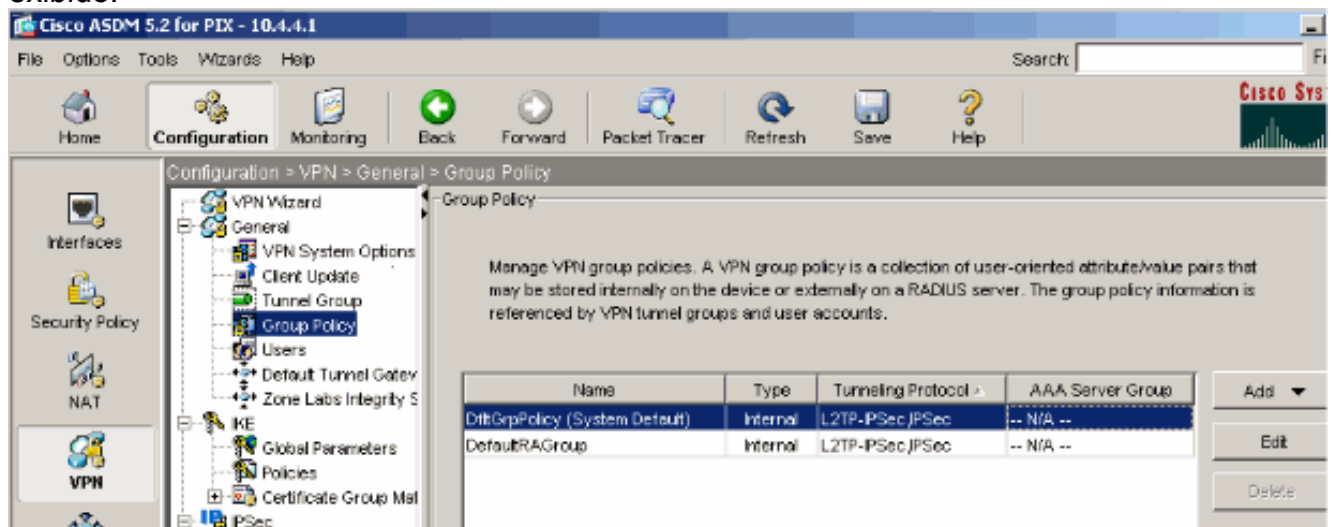 Cisco ASDM 5.2 for PIX - 10.4.4.1
File Options Tools Wizards Help Search: Fi
Home Configuration Monitoring Back Forward Packet Tracer Refresh Save Help
Cisco Sys
Configuration > VPN > General > Group Policy
Interfaces
Security Policy
NAT
VPN
VPN Wizard
General
VPN System Options
Client Update
Tunnel Group
Group Policy
Users
Default Tunnel Gatew
Zone Labs Integrity S
IKE
Global Parameters
Policies
Certificate Group Mat
IPSec
Group Policy
Manage VPN group policies. A VPN group policy is a collection of user-oriented attribute/value pairs that
may be stored internally on the device or externally on a RADIUS server. The group policy information is
referenced by VPN tunnel groups and user accounts.
Name Type Tunneling Protocol AAA Server Group
DfltGrpPolicy (System Default) Internal L2TP-IPSec,IPSec -- N/A --
DefaultRAGroup Internal L2TP-IPSec,IPSec -- N/A --
Add
Edit
Delete